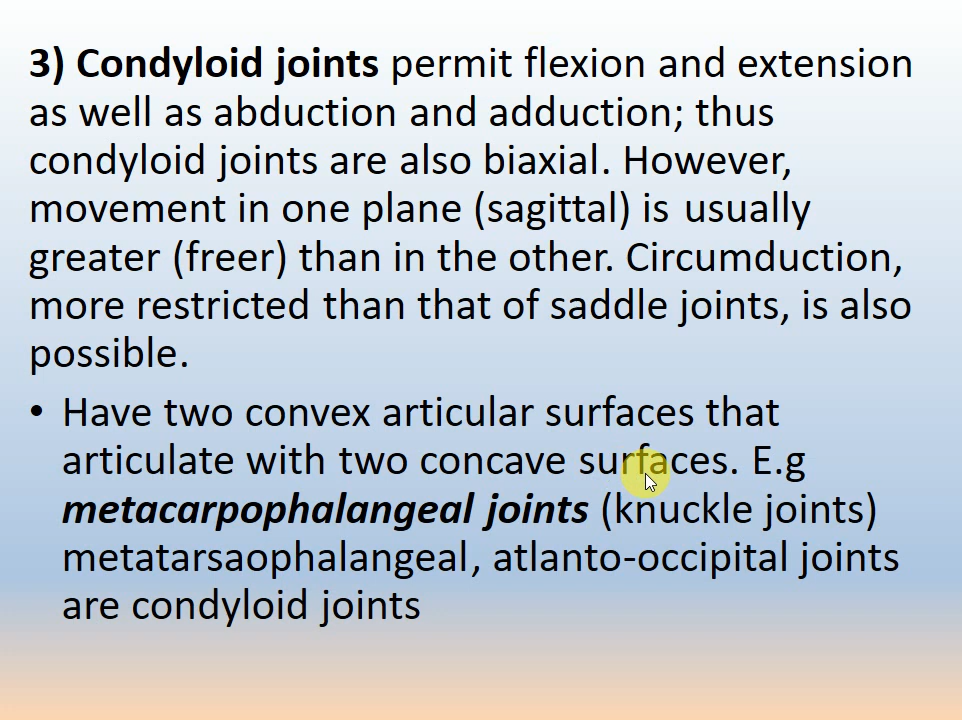 3) Condyloid joints permit flexion and extension
as well as abduction and adduction; thus
condyloid joints are also biaxial. However,
movement in one plane (sagittal) is usually
greater (freer) than in the other. Circumduction,
more restricted than that of saddle joints, is also
possible.
• Have two convex articular surfaces that
articulate with two concave surfaces. E.g
metacarpophalangeal joints (knuckle joints)
metatarsaophalangeal, atlanto-occipital joints
are condyloid joints